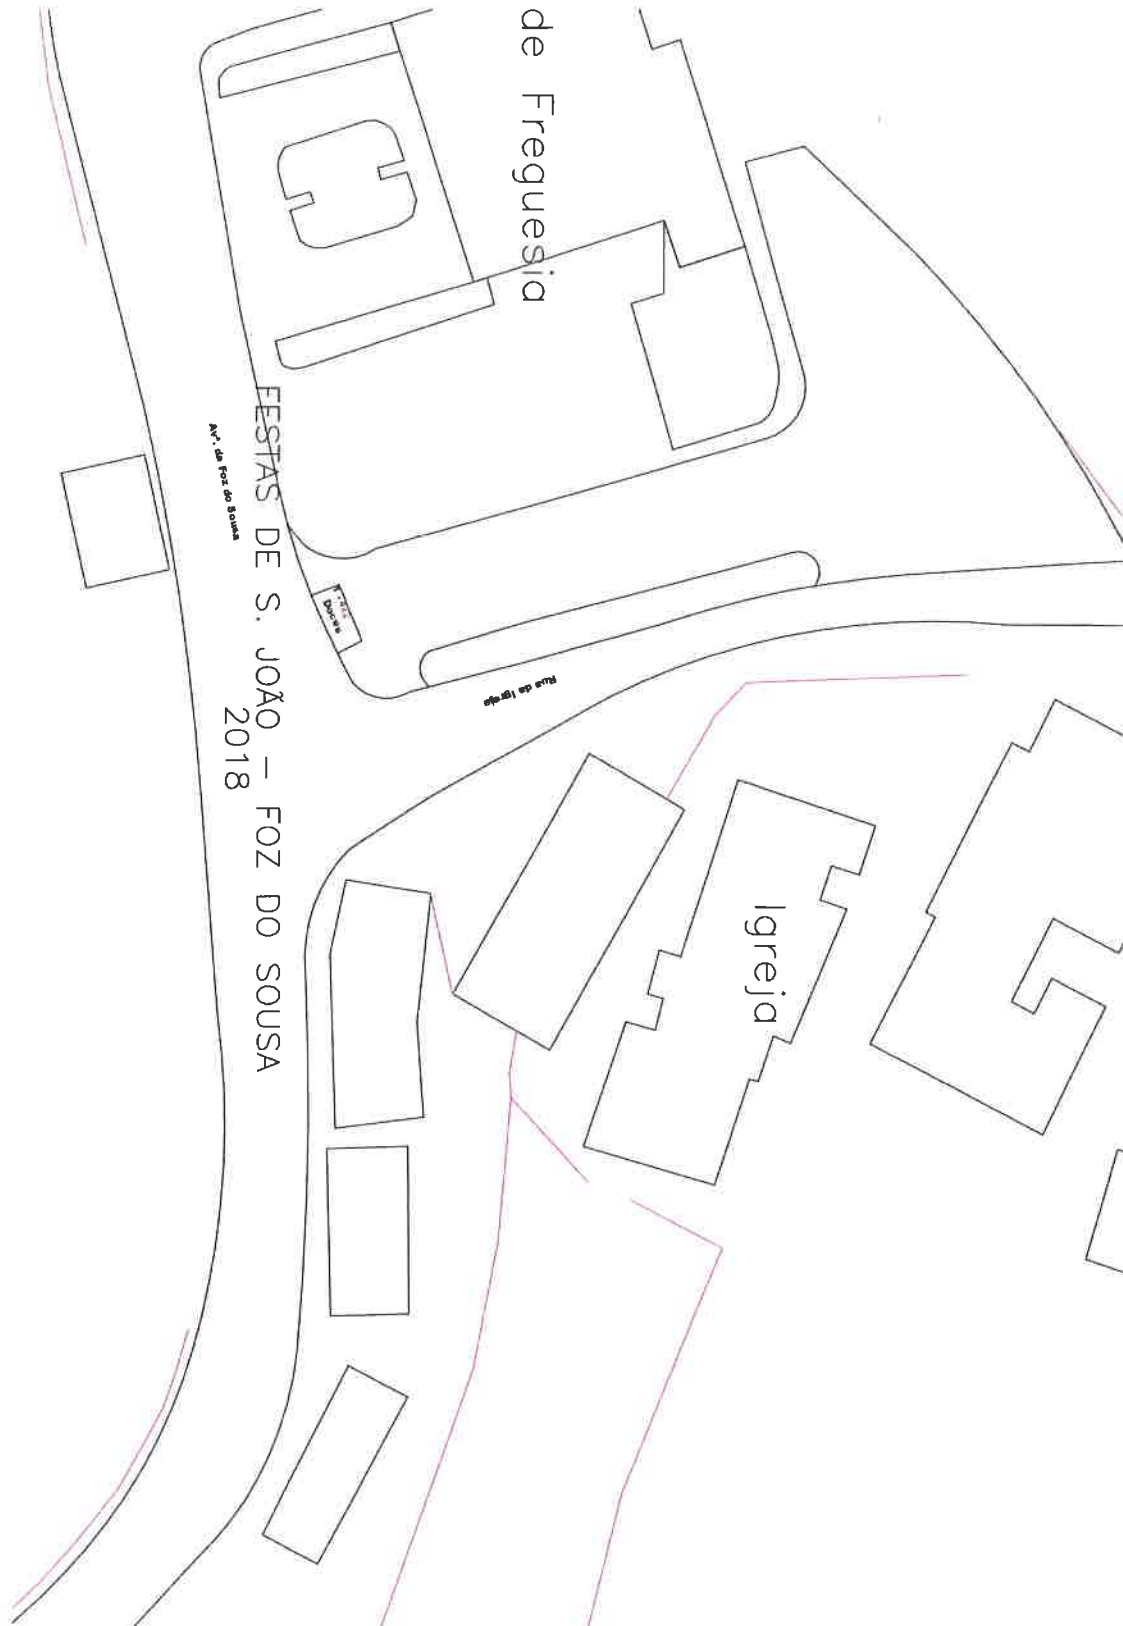 de Freguesia
Igreja
Rua da Igreja
Doces
FESTAS DE S. JOÃO – FOZ DO SOUSA
2018
Avª. de Foz do Sousa